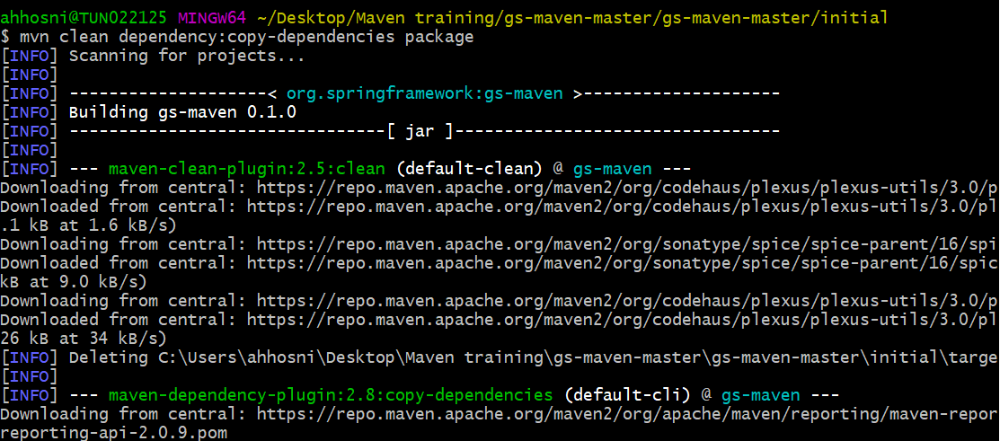 ahhosni@TUN022125 MINGW64 ~/Desktop/Maven training/gs-maven-master/gs-maven-master/initial
$ mvn clean dependency:copy-dependencies package
[INFO] Scanning for projects...
[INFO]
[INFO] --------------------< org.springframework:gs-maven >--------------------
[INFO] Building gs-maven 0.1.0
[INFO] --------------------------------[ jar ]---------------------------------
[INFO]
[INFO] --- maven-clean-plugin:2.5:clean (default-clean) @ gs-maven ---
Downloading from central: https://repo.maven.apache.org/maven2/org/codehaus/plexus/plexus-utils/3.0/p
Downloaded from central: https://repo.maven.apache.org/maven2/org/codehaus/plexus/plexus-utils/3.0/pl
.1 kB at 1.6 kB/s)
Downloading from central: https://repo.maven.apache.org/maven2/org/sonatype/spice/spice-parent/16/spi
Downloaded from central: https://repo.maven.apache.org/maven2/org/sonatype/spice/spice-parent/16/spic
kB at 9.0 kB/s)
Downloading from central: https://repo.maven.apache.org/maven2/org/codehaus/plexus/plexus-utils/3.0/p
Downloaded from central: https://repo.maven.apache.org/maven2/org/codehaus/plexus/plexus-utils/3.0/pl
26 kB at 34 kB/s)
[INFO] Deleting C:\Users\ahhosni\Desktop\Maven training\gs-maven-master\gs-maven-master\initial\targe
[INFO]
[INFO] --- maven-dependency-plugin:2.8:copy-dependencies (default-cli) @ gs-maven ---
Downloading from central: https://repo.maven.apache.org/maven2/org/apache/maven/reporting/maven-repor
reporting-api-2.0.9.pom